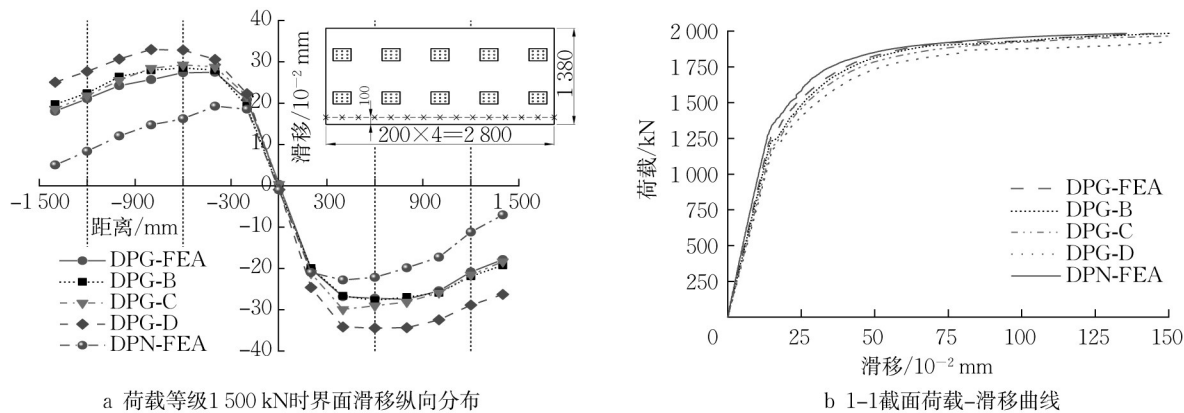 40
30
20
10
0
-10
-20
-30
-40
滑移/10⁻² mm
-1 500
-900
-300
300
900
1 500
距离/mm
DPG-FEA
DPG-B
DPG-C
DPG-D
DPN-FEA
100
200×4=2 800
1 380
a 荷载等级1 500 kN时界面滑移纵向分布
2 000
1 750
1 500
1 250
1 000
750
500
250
荷载/kN
0
25
50
75
100
125
150
滑移/10⁻² mm
DPG-FEA
DPG-B
DPG-C
DPG-D
DPN-FEA
b 1-1截面荷载-滑移曲线